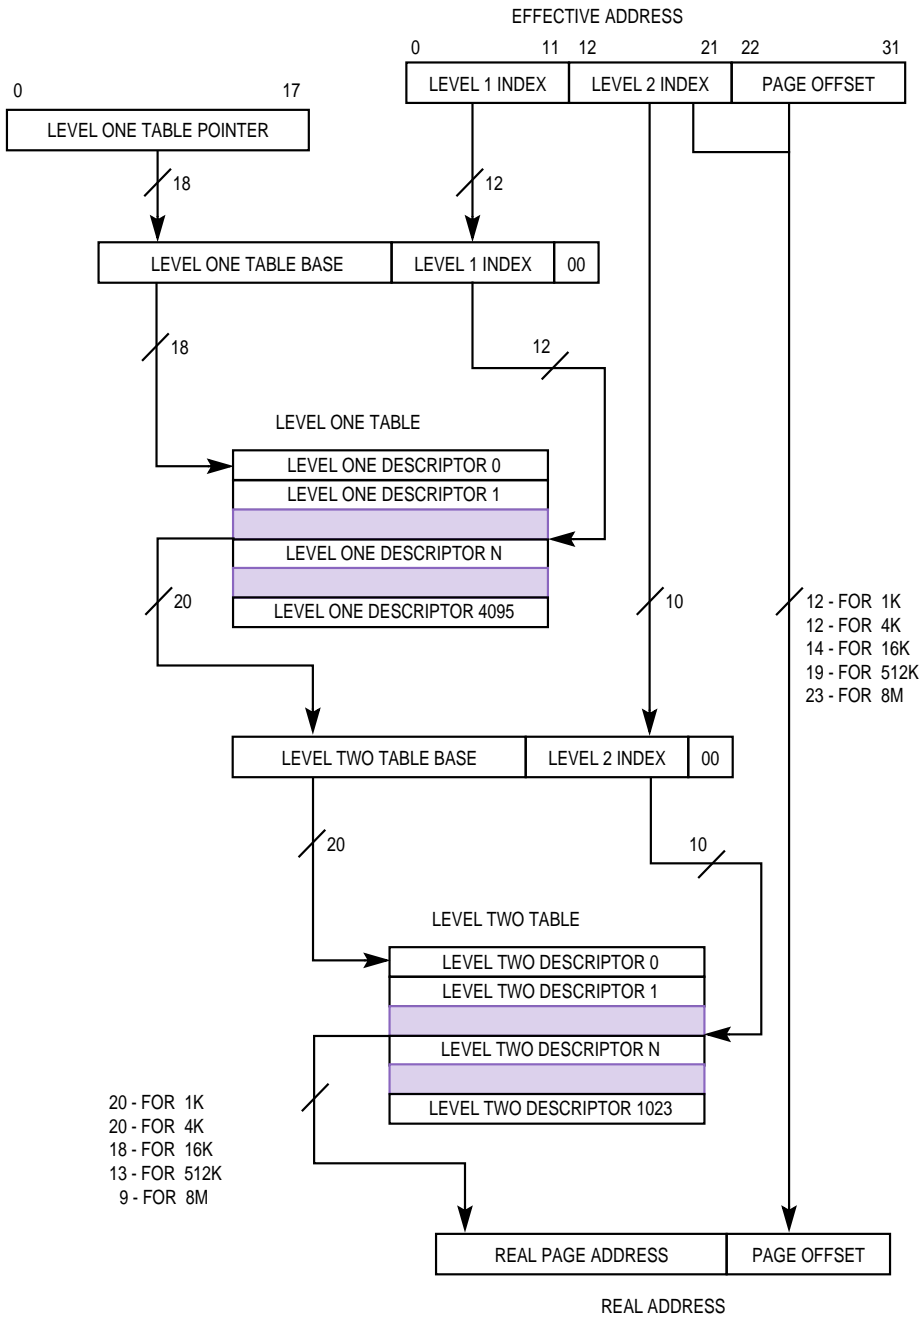 EFFECTIVE ADDRESS
0 11 12 21 22 31
LEVEL 1 INDEX LEVEL 2 INDEX PAGE OFFSET
0 17
LEVEL ONE TABLE POINTER
18 12
LEVEL ONE TABLE BASE LEVEL 1 INDEX 00
18 12
LEVEL ONE TABLE
LEVEL ONE DESCRIPTOR 0
LEVEL ONE DESCRIPTOR 1
LEVEL ONE DESCRIPTOR N
LEVEL ONE DESCRIPTOR 4095
20 10
12 - FOR 1K
12 - FOR 4K
14 - FOR 16K
19 - FOR 512K
23 - FOR 8M
LEVEL TWO TABLE BASE LEVEL 2 INDEX 00
20 10
LEVEL TWO TABLE
LEVEL TWO DESCRIPTOR 0
LEVEL TWO DESCRIPTOR 1
LEVEL TWO DESCRIPTOR N
LEVEL TWO DESCRIPTOR 1023
20 - FOR 1K
20 - FOR 4K
18 - FOR 16K
13 - FOR 512K
9 - FOR 8M
REAL PAGE ADDRESS PAGE OFFSET
REAL ADDRESS